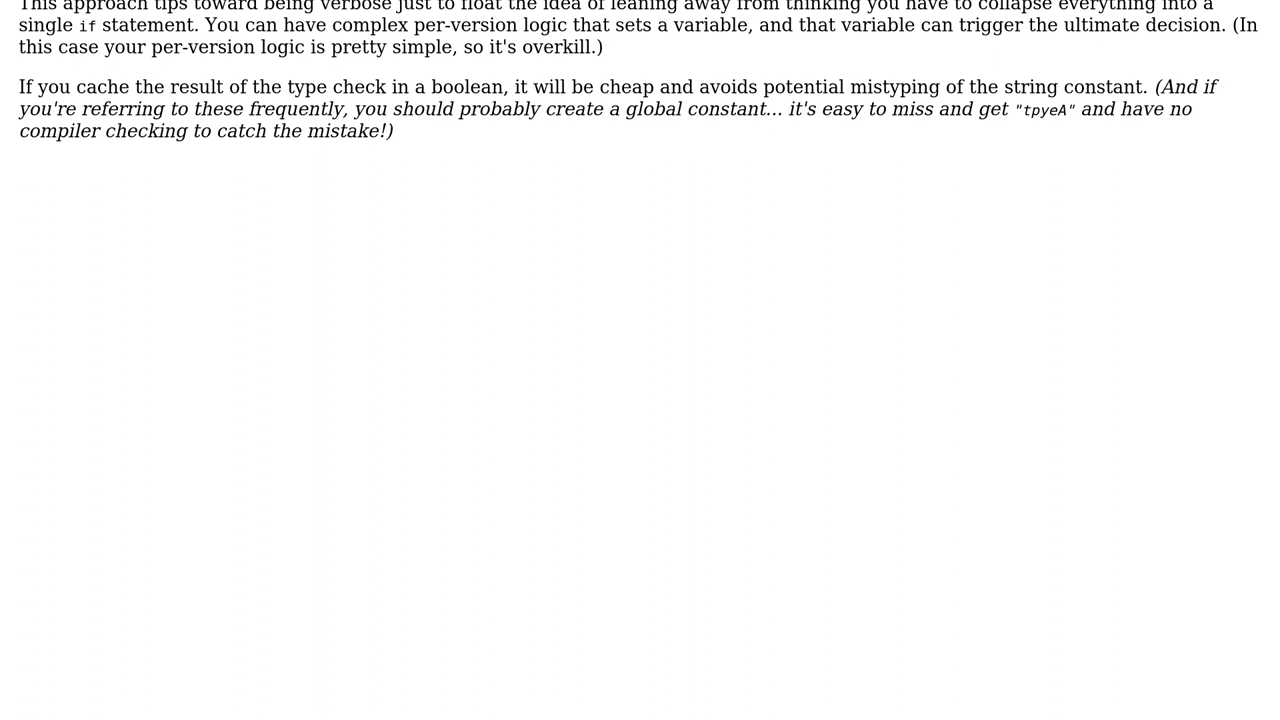 This approach tips toward being verbose just to float the idea of leaning away from thinking you have to collapse everything into a
single if statement. You can have complex per-version logic that sets a variable, and that variable can trigger the ultimate decision. (In
this case your per-version logic is pretty simple, so it's overkill.)
If you cache the result of the type check in a boolean, it will be cheap and avoids potential mistyping of the string constant. (And if
you're referring to these frequently, you should probably create a global constant... it's easy to miss and get "tpyeA" and have no
compiler checking to catch the mistake!)